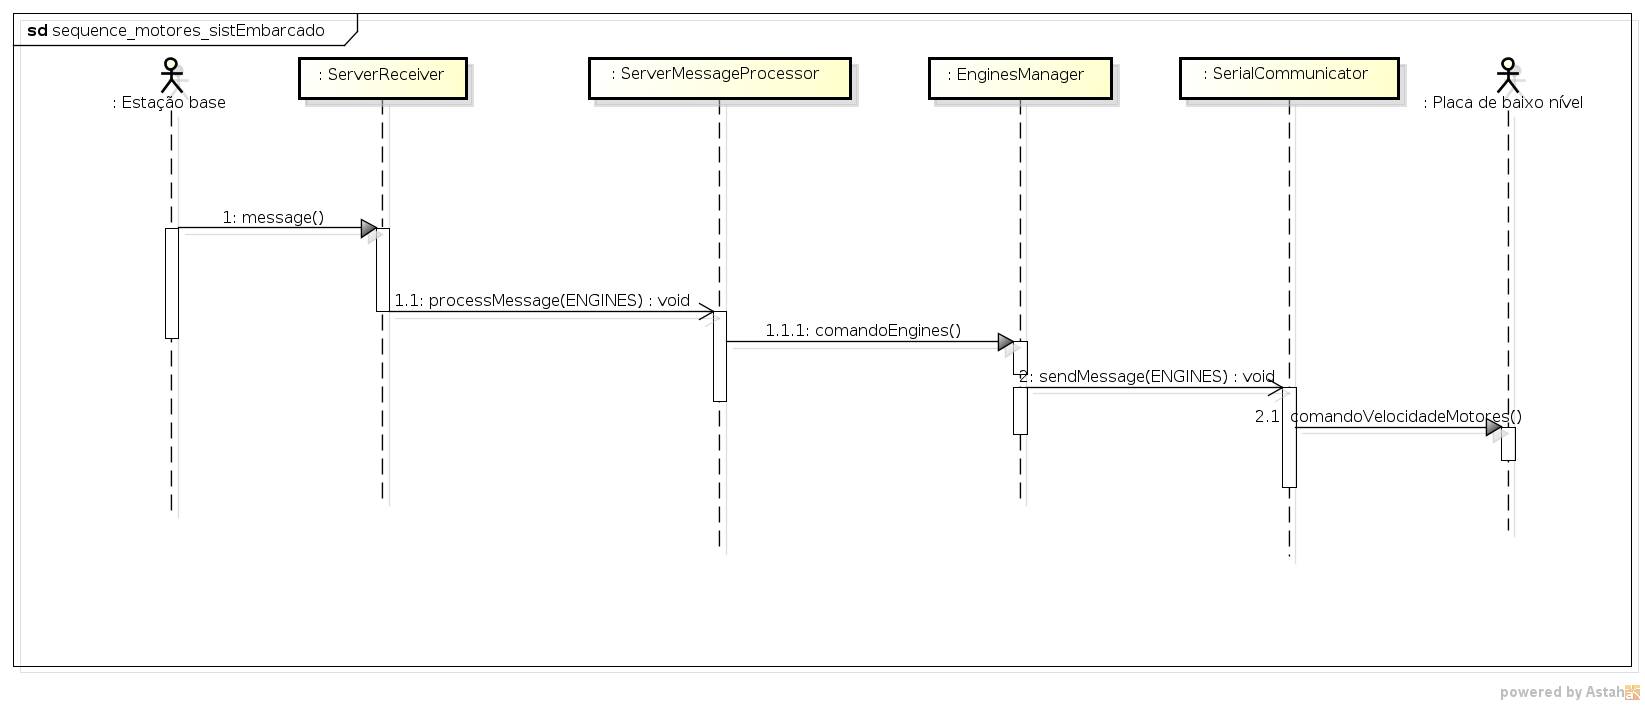 sd sequence_motores_sistEmbarcado
: Estação base
: ServerReceiver
: ServerMessageProcessor
: EnginesManager
: SerialCommunicator
: Placa de baixo nível
1: message()
1.1: processMessage(ENGINES) : void
1.1.1: comandoEngines()
2: sendMessage(ENGINES) : void
2.1 comandoVelocidadeMotores()
powered by Astah